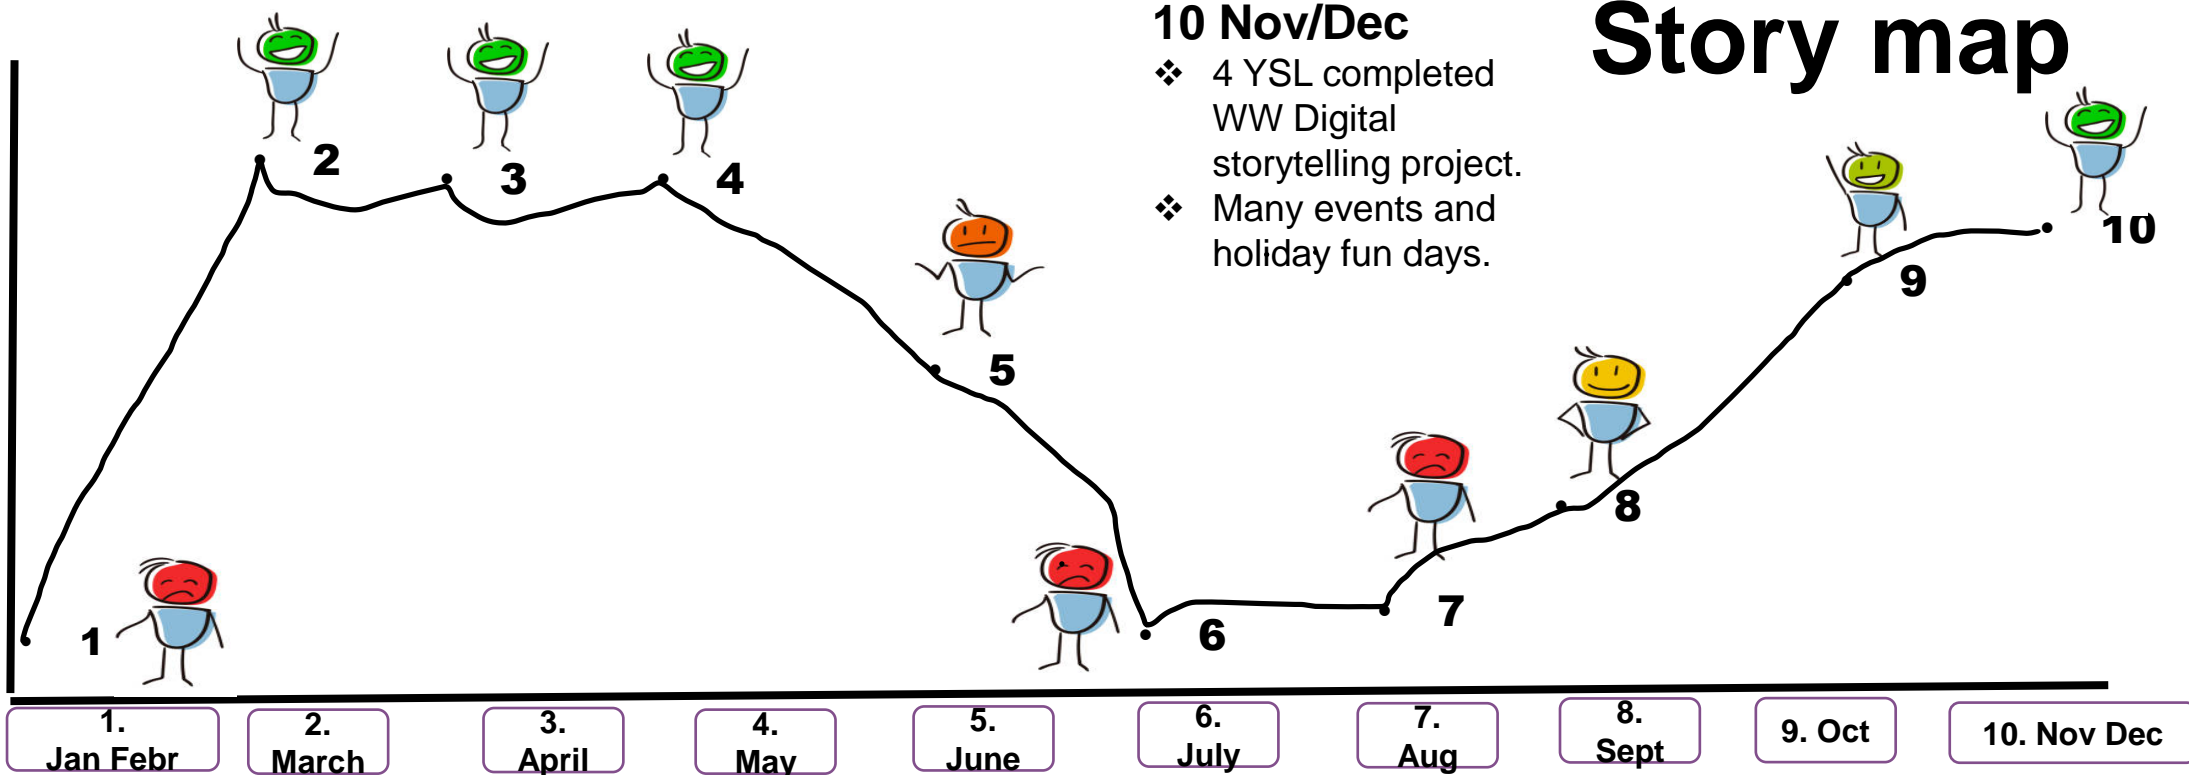 Story map
10 Nov/Dec
❖ 4 YSL completed
WW Digital
storytelling project.
❖ Many events and
holiday fun days.
2
3
4
5
1
6
7
8
9
10
1.
Jan Febr
2.
March
3.
April
4.
May
5.
June
6.
July
7.
Aug
8.
Sept
9. Oct
10. Nov Dec